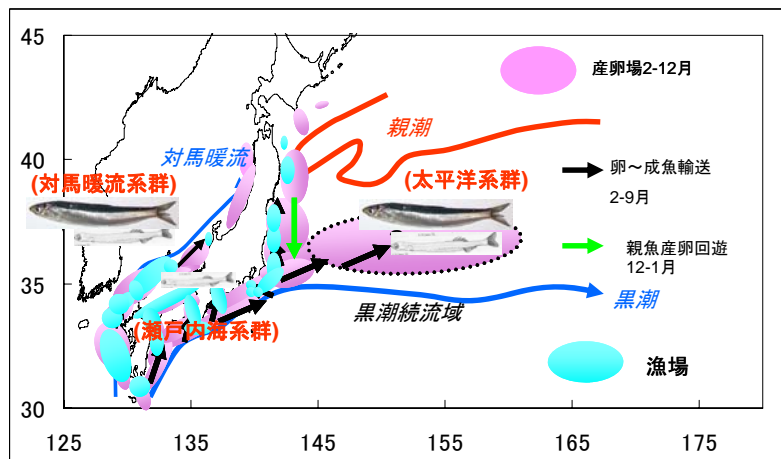 45
産卵場2-12月
親潮
対馬暖流
40
卵～成魚輸送
(対馬暖流系群)
(太平洋系群)
2-9月
親魚産卵回遊
12-1月
35
黒潮
黒潮続流域
(瀬戸内海系群)
漁場
30
125
135
145
155
165
175